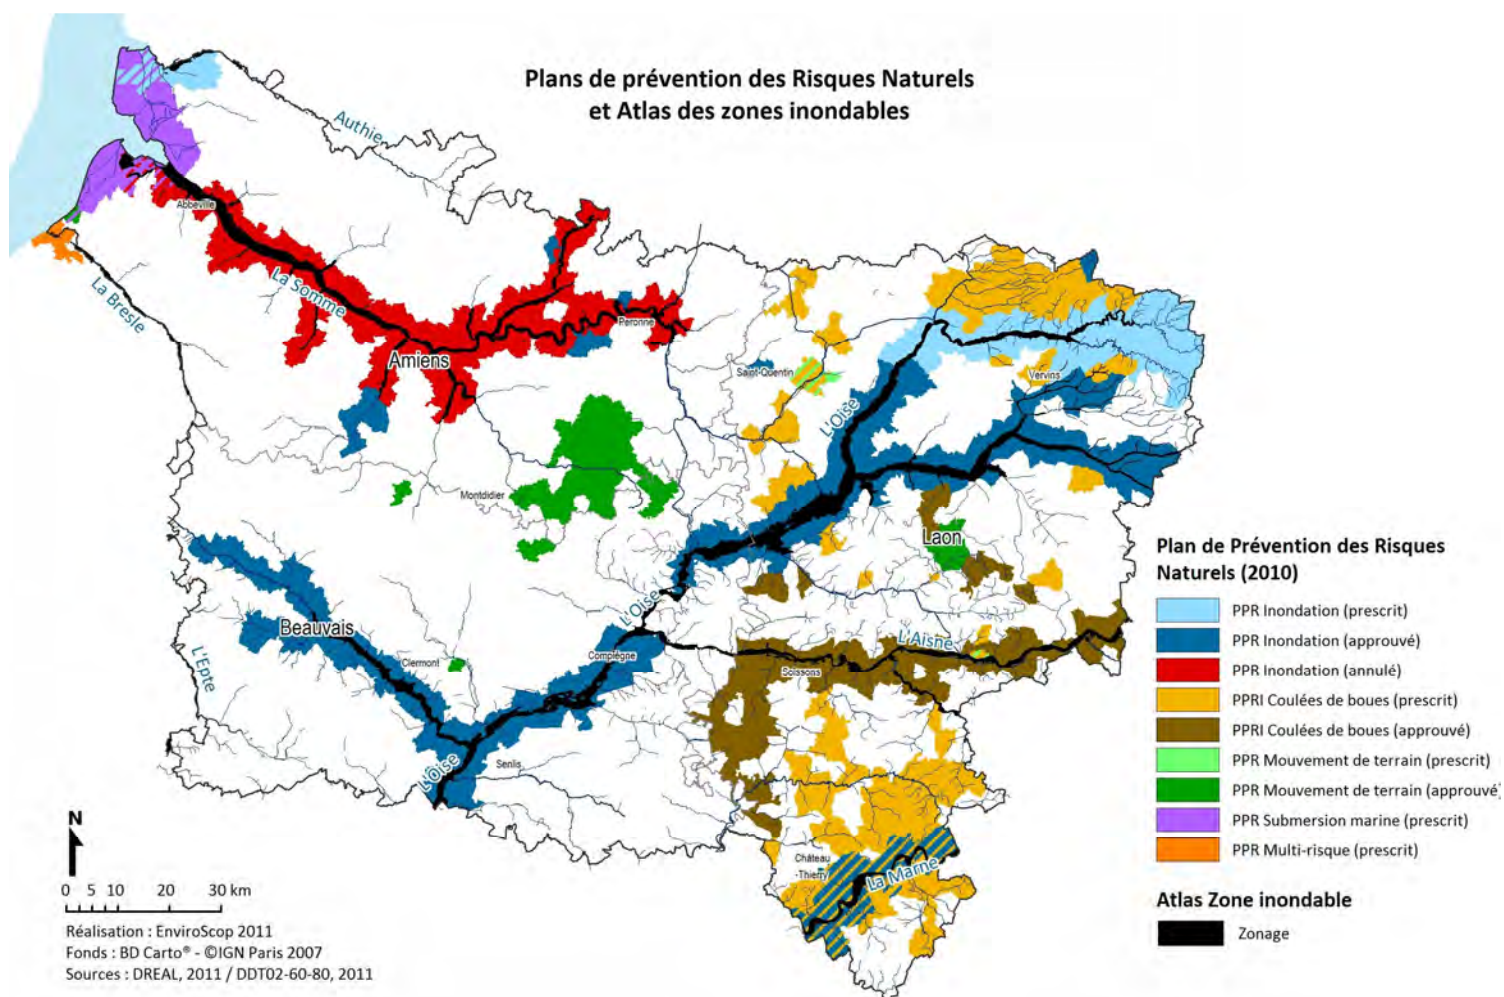 Plans de prévention des Risques Naturels
et Atlas des zones inondables
Authie
Abbeville
La Bresle
La Somme
Péronne
Amiens
Saint-Quentin
Vervins
L'Oise
Montdidier
Laon
L'Oise
Beauvais
L'Aisne
Clermont
Compiègne
L'Epte
Soissons
Senlis
L'Oise
Château
-Thierry
La Marne
Plan de Prévention des Risques
Naturels (2010)
PPR Inondation (prescrit)
PPR Inondation (approuvé)
PPR Inondation (annulé)
PPRI Coulées de boues (prescrit)
PPRI Coulées de boues (approuvé)
PPR Mouvement de terrain (prescrit)
PPR Mouvement de terrain (approuvé)
PPR Submersion marine (prescrit)
PPR Multi-risque (prescrit)
Atlas Zone inondable
Zonage
N
0 5 10 20 30 km
Réalisation : EnviroScop 2011
Fonds : BD Carto® - ©IGN Paris 2007
Sources : DREAL, 2011 / DDT02-60-80, 2011